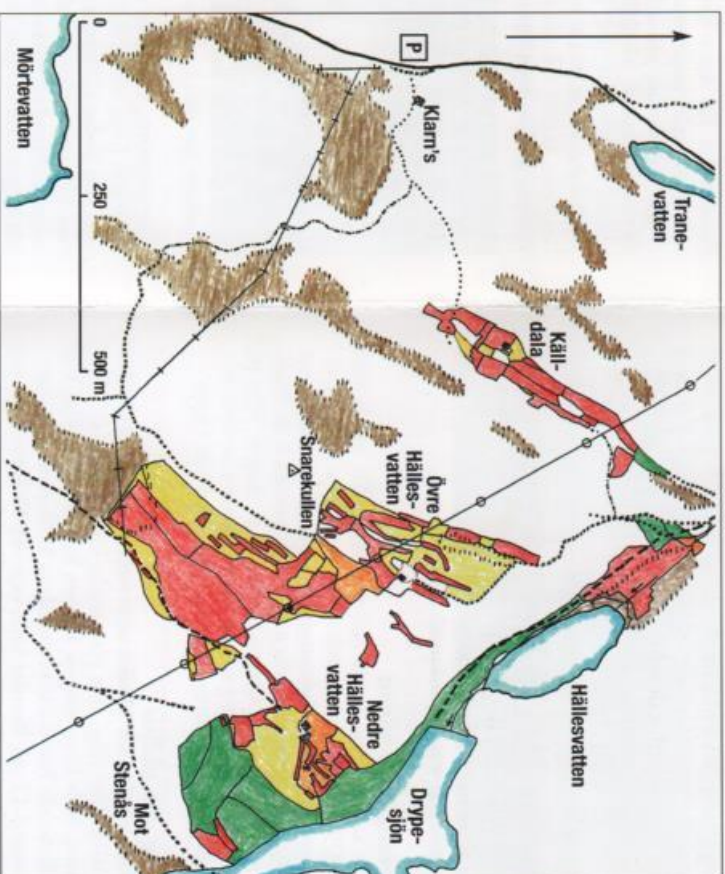 P
Klarn's
Trane-
vatten
Mörtevatten
0
250
500 m
Käll-
dala
Övre
Hälles-
vatten
Snarekullen
Hällesvatten
Nedre
Hälles-
vatten
Drype-
sjön
Mot
Stenås